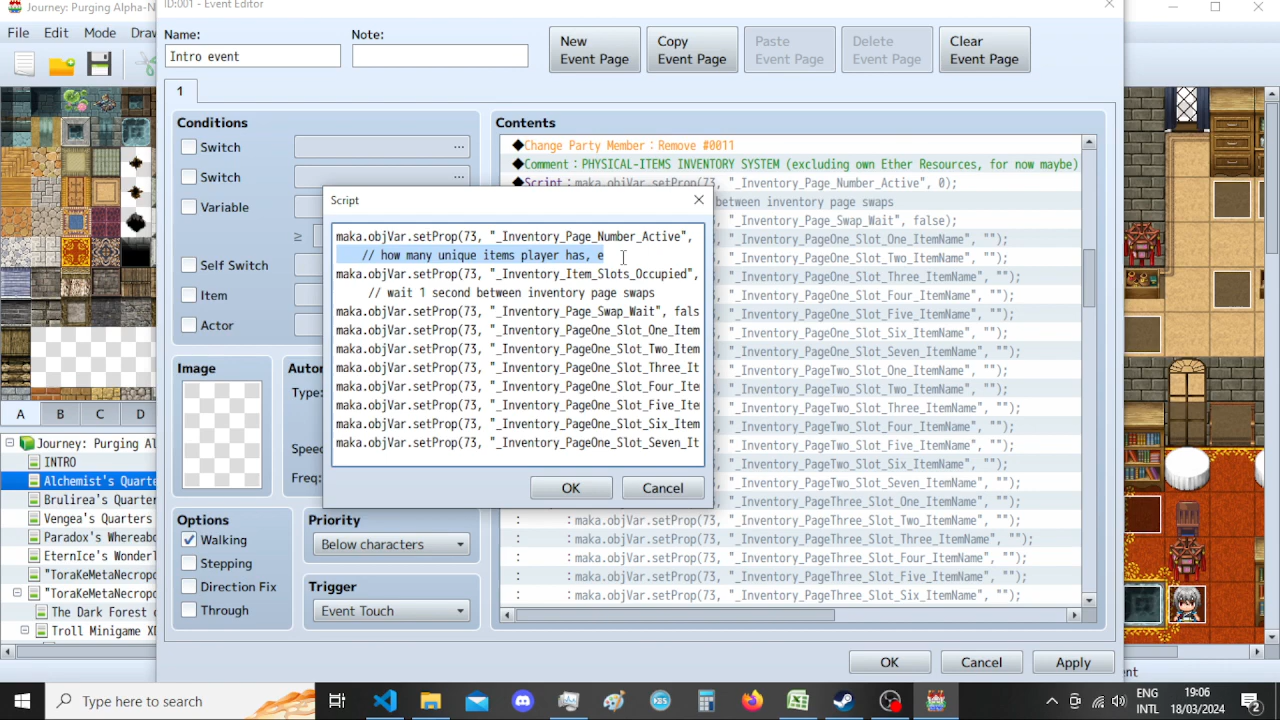 Journey: Purging Alpha-N
ID:001 - Event Editor
File Edit Mode Draw
Name:
Note:
Intro event
New Event Page
Copy Event Page
Paste Event Page
Delete Event Page
Clear Event Page
1
Conditions
Switch ...
Switch ...
Variable
≥
Self Switch
Item
Actor
Image
Autor
Type:
Speed
Freq:
Options
Walking
Stepping
Direction Fix
Through
Priority
Below characters
Trigger
Event Touch
Contents
◆Change Party Member：Remove #0011
◆Comment：PHYSICAL-ITEMS INVENTORY SYSTEM (excluding own Ether Resources, for now maybe)
◆Script：maka.objVar.setProp(73, "_Inventory_Page_Number_Active", 0);
between inventory page swaps
"_Inventory_Page_Swap_Wait", false);
"_Inventory_PageOne_Slot_One_ItemName", "");
"_Inventory_PageOne_Slot_Two_ItemName", "");
"_Inventory_PageOne_Slot_Three_ItemName", "");
"_Inventory_PageOne_Slot_Four_ItemName", "");
"_Inventory_PageOne_Slot_Five_ItemName", "");
"_Inventory_PageOne_Slot_Six_ItemName", "");
"_Inventory_PageOne_Slot_Seven_ItemName", "");
"_Inventory_PageTwo_Slot_One_ItemName", "");
"_Inventory_PageTwo_Slot_Two_ItemName", "");
"_Inventory_PageTwo_Slot_Three_ItemName", "");
"_Inventory_PageTwo_Slot_Four_ItemName", "");
"_Inventory_PageTwo_Slot_Five_ItemName", "");
"_Inventory_PageTwo_Slot_Six_ItemName", "");
"_Inventory_PageTwo_Slot_Seven_ItemName", "");
"_Inventory_PageThree_Slot_One_ItemName", "");
：　：maka.objVar.setProp(73, "_Inventory_PageThree_Slot_Two_ItemName", "");
：　：maka.objVar.setProp(73, "_Inventory_PageThree_Slot_Three_ItemName", "");
：　：maka.objVar.setProp(73, "_Inventory_PageThree_Slot_Four_ItemName", "");
：　：maka.objVar.setProp(73, "_Inventory_PageThree_Slot_Five_ItemName", "");
：　：maka.objVar.setProp(73, "_Inventory_PageThree_Slot_Six_ItemName", "");
Script
maka.objVar.setProp(73, "_Inventory_Page_Number_Active",
// how many unique items player has, e
maka.objVar.setProp(73, "_Inventory_Item_Slots_Occupied",
// wait 1 second between inventory page swaps
maka.objVar.setProp(73, "_Inventory_Page_Swap_Wait", fals
maka.objVar.setProp(73, "_Inventory_PageOne_Slot_One_Item
maka.objVar.setProp(73, "_Inventory_PageOne_Slot_Two_Item
maka.objVar.setProp(73, "_Inventory_PageOne_Slot_Three_It
maka.objVar.setProp(73, "_Inventory_PageOne_Slot_Four_Ite
maka.objVar.setProp(73, "_Inventory_PageOne_Slot_Five_Ite
maka.objVar.setProp(73, "_Inventory_PageOne_Slot_Six_Item
maka.objVar.setProp(73, "_Inventory_PageOne_Slot_Seven_It
OK Cancel
OK Cancel Apply
A B C D
Journey: Purging Al
INTRO
Alchemist's Quarte
Brulirea's Quarter
Vengea's Quarters
Paradox's Whereabo
EternIce's Wonderl
"ToraKeMetaNecropo
"ToraKeMetaNecropo
The Dark Forest o
Troll Minigame XD
ent
Type here to search
ENG
INTL
19:06
18/03/2024
2